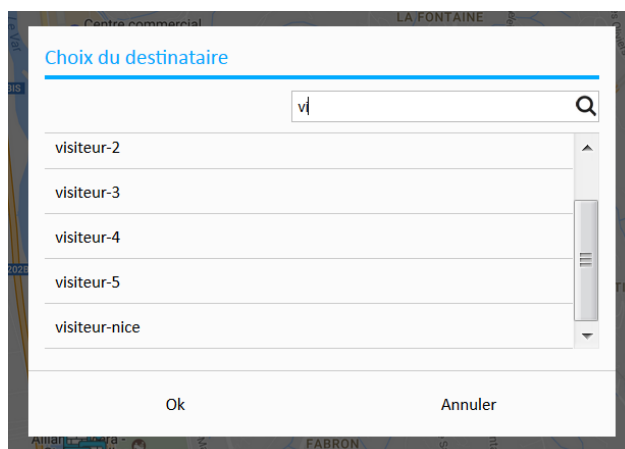 Centre commercial
LA FONTAINE
Choix du destinataire
vi
visiteur-2
visiteur-3
visiteur-4
visiteur-5
visiteur-nice
Ok
Annuler
FABRON